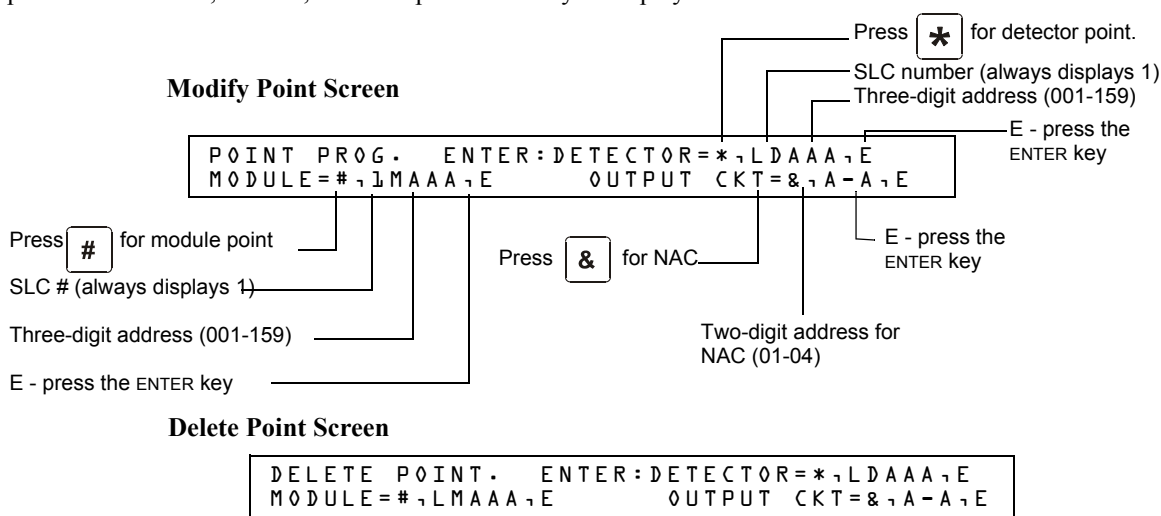 Press * for detector point.
SLC number (always displays 1)
Modify Point Screen
Three-digit address (001-159)
E - press the
ENTER key
POINT PROG. ENTER:DETECTOR=*,LDAAA,E
MODULE=#,1MAAA,E OUTPUT CKT=&,A-A,E
Press # for module point
Press & for NAC
E - press the
ENTER key
SLC # (always displays 1)
Three-digit address (001-159)
Two-digit address for
NAC (01-04)
E - press the ENTER key
Delete Point Screen
DELETE POINT. ENTER:DETECTOR=*,LDAAA,E
MODULE=#,LMAAA,E OUTPUT CKT=&,A-A,E